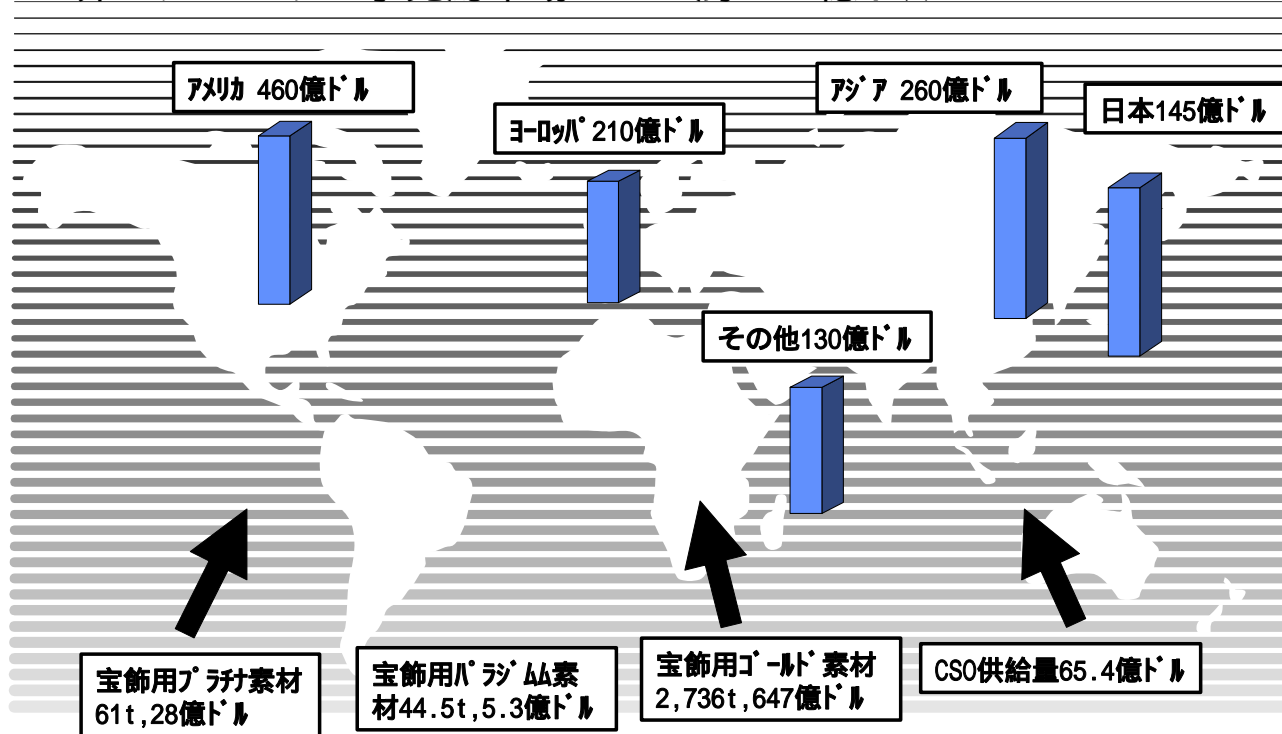 アメリカ 460億ドル
アジア 260億ドル
日本145億ドル
ヨーロッパ 210億ドル
その他130億ドル
宝飾用プラチナ素材
61t,28億ドル
宝飾用パラジムム素
材44.5t,5.3億ドル
宝飾用ゴールド素材
2,736t,647億ドル
CSO供給量65.4億ドル